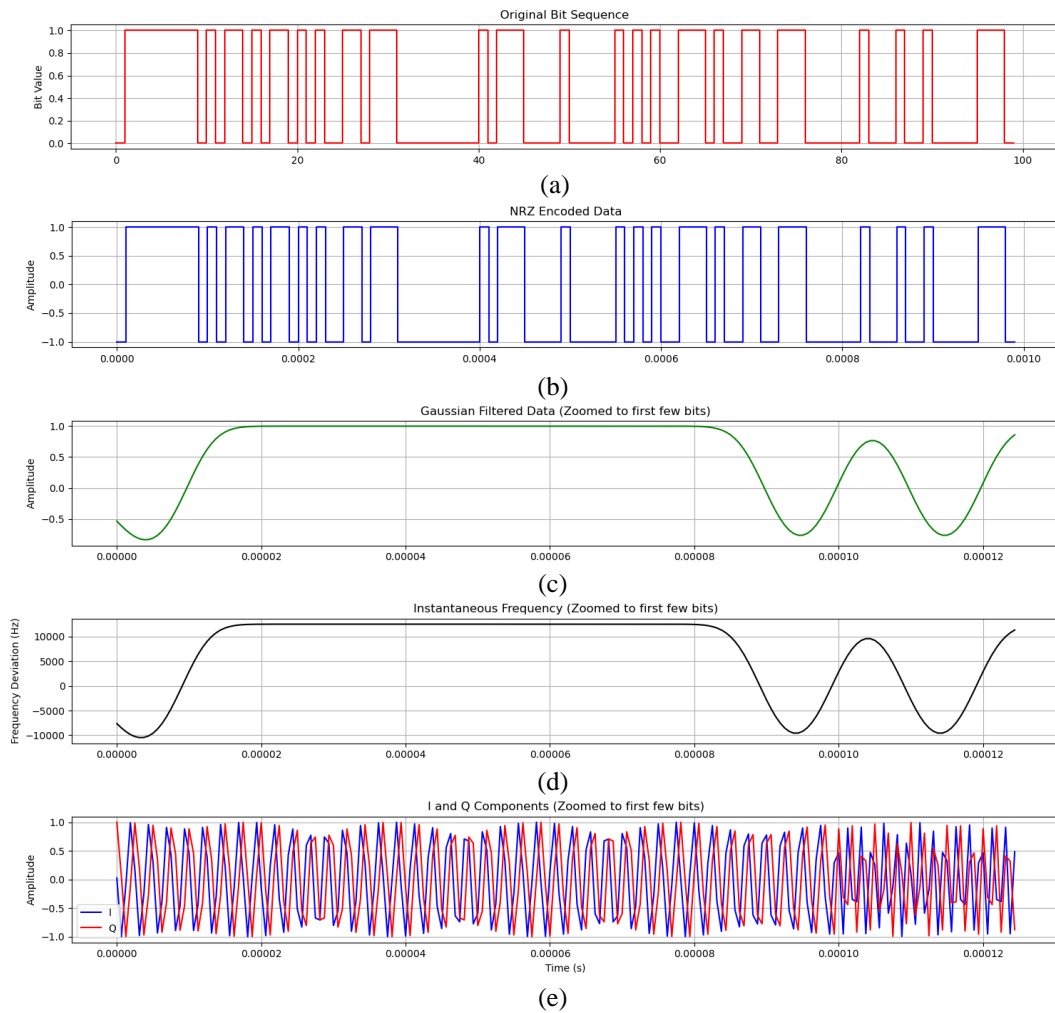 Original Bit Sequence
Bit Value
1.0
0.8
0.6
0.4
0.2
0.0
0 20 40 60 80 100
(a)
NRZ Encoded Data
Amplitude
1.0
0.5
0.0
−0.5
−1.0
0.0000 0.0002 0.0004 0.0006 0.0008 0.0010
(b)
Gaussian Filtered Data (Zoomed to first few bits)
Amplitude
1.0
0.5
0.0
−0.5
0.00000 0.00002 0.00004 0.00006 0.00008 0.00010 0.00012
(c)
Instantaneous Frequency (Zoomed to first few bits)
Frequency Deviation (Hz)
10000
5000
0
−5000
−10000
0.00000 0.00002 0.00004 0.00006 0.00008 0.00010 0.00012
(d)
I and Q Components (Zoomed to first few bits)
Amplitude
1.0
0.5
0.0
−0.5
−1.0
I
Q
0.00000 0.00002 0.00004 0.00006 0.00008 0.00010 0.00012
Time (s)
(e)